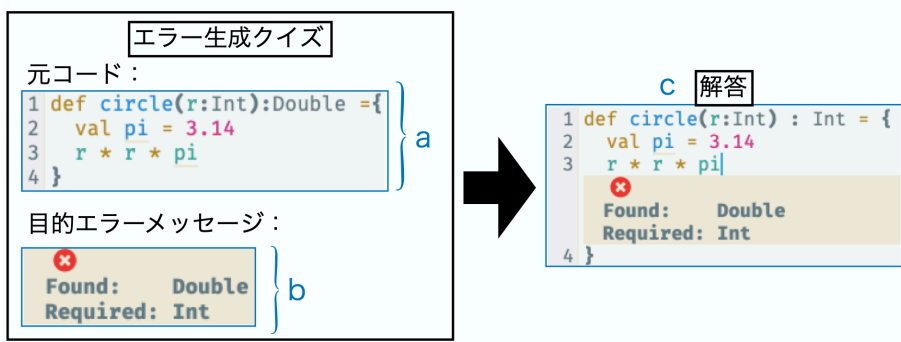 エラー生成クイズ
元コード：
1 def circle(r:Int):Double ={
2 val pi = 3.14
3 r * r * pi
4 }
a
目的エラーメッセージ：
Found: Double
Required: Int
b
c 解答
1 def circle(r:Int) : Int = {
2 val pi = 3.14
3 r * r * pi
Found: Double
Required: Int
4 }